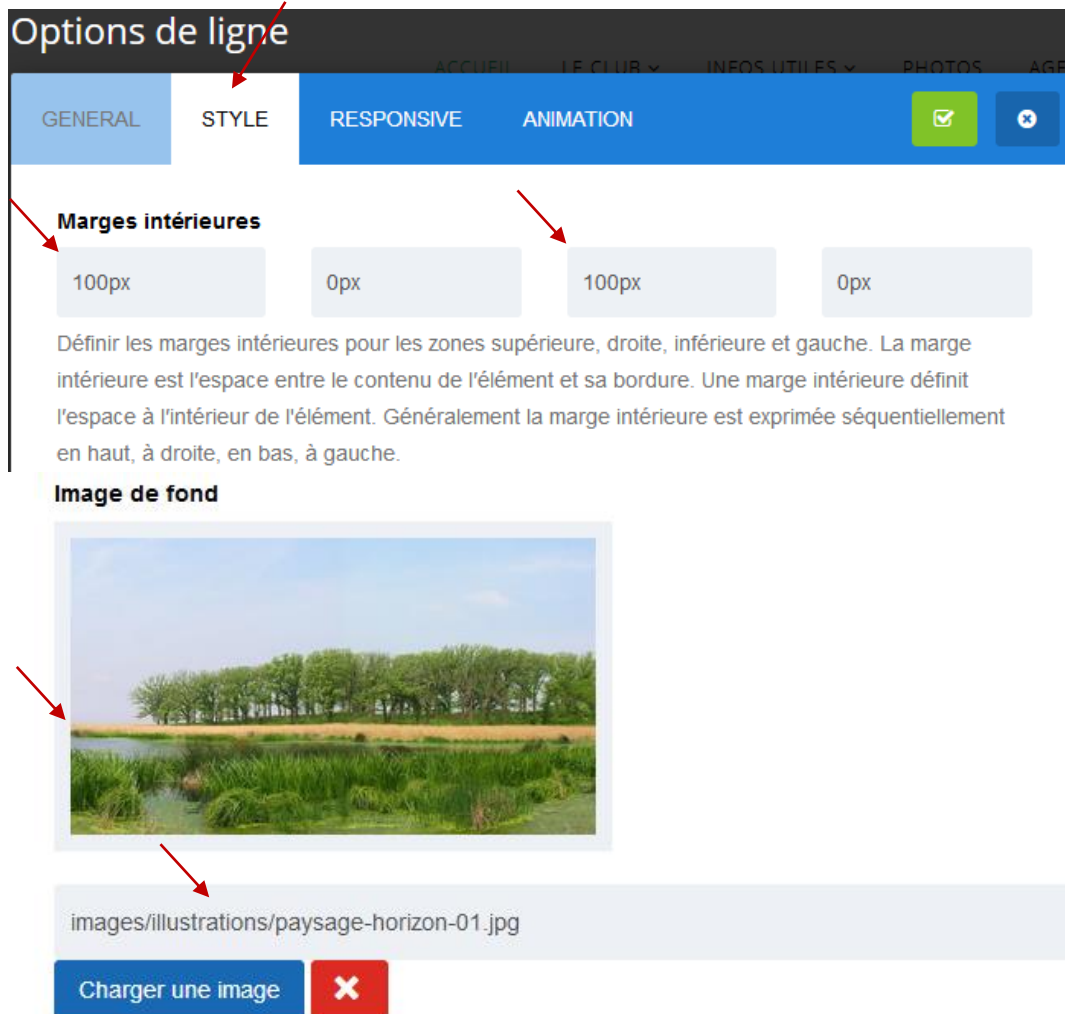 Options de ligne
ACCUEIL LE CLUB INFOS UTILES PHOTOS AGE
GENERAL STYLE RESPONSIVE ANIMATION
Marges intérieures
100px 0px 100px 0px
Définir les marges intérieures pour les zones supérieure, droite, inférieure et gauche. La marge
intérieure est l'espace entre le contenu de l'élément et sa bordure. Une marge intérieure définit
l'espace à l'intérieur de l'élément. Généralement la marge intérieure est exprimée séquentiellement
en haut, à droite, en bas, à gauche.
Image de fond
images/illustrations/paysage-horizon-01.jpg
Charger une image